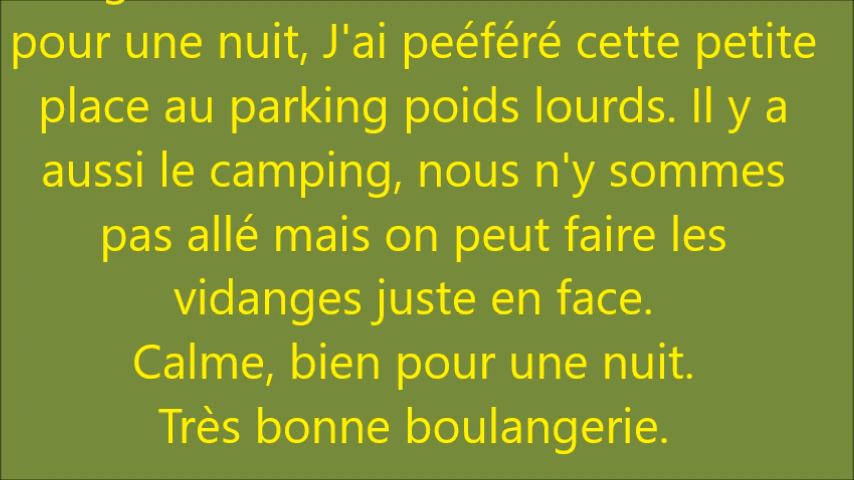 pour une nuit, J'ai peéféré cette petite
place au parking poids lourds. Il y a
aussi le camping, nous n'y sommes
pas allé mais on peut faire les
vidanges juste en face.
Calme, bien pour une nuit.
Très bonne boulangerie.